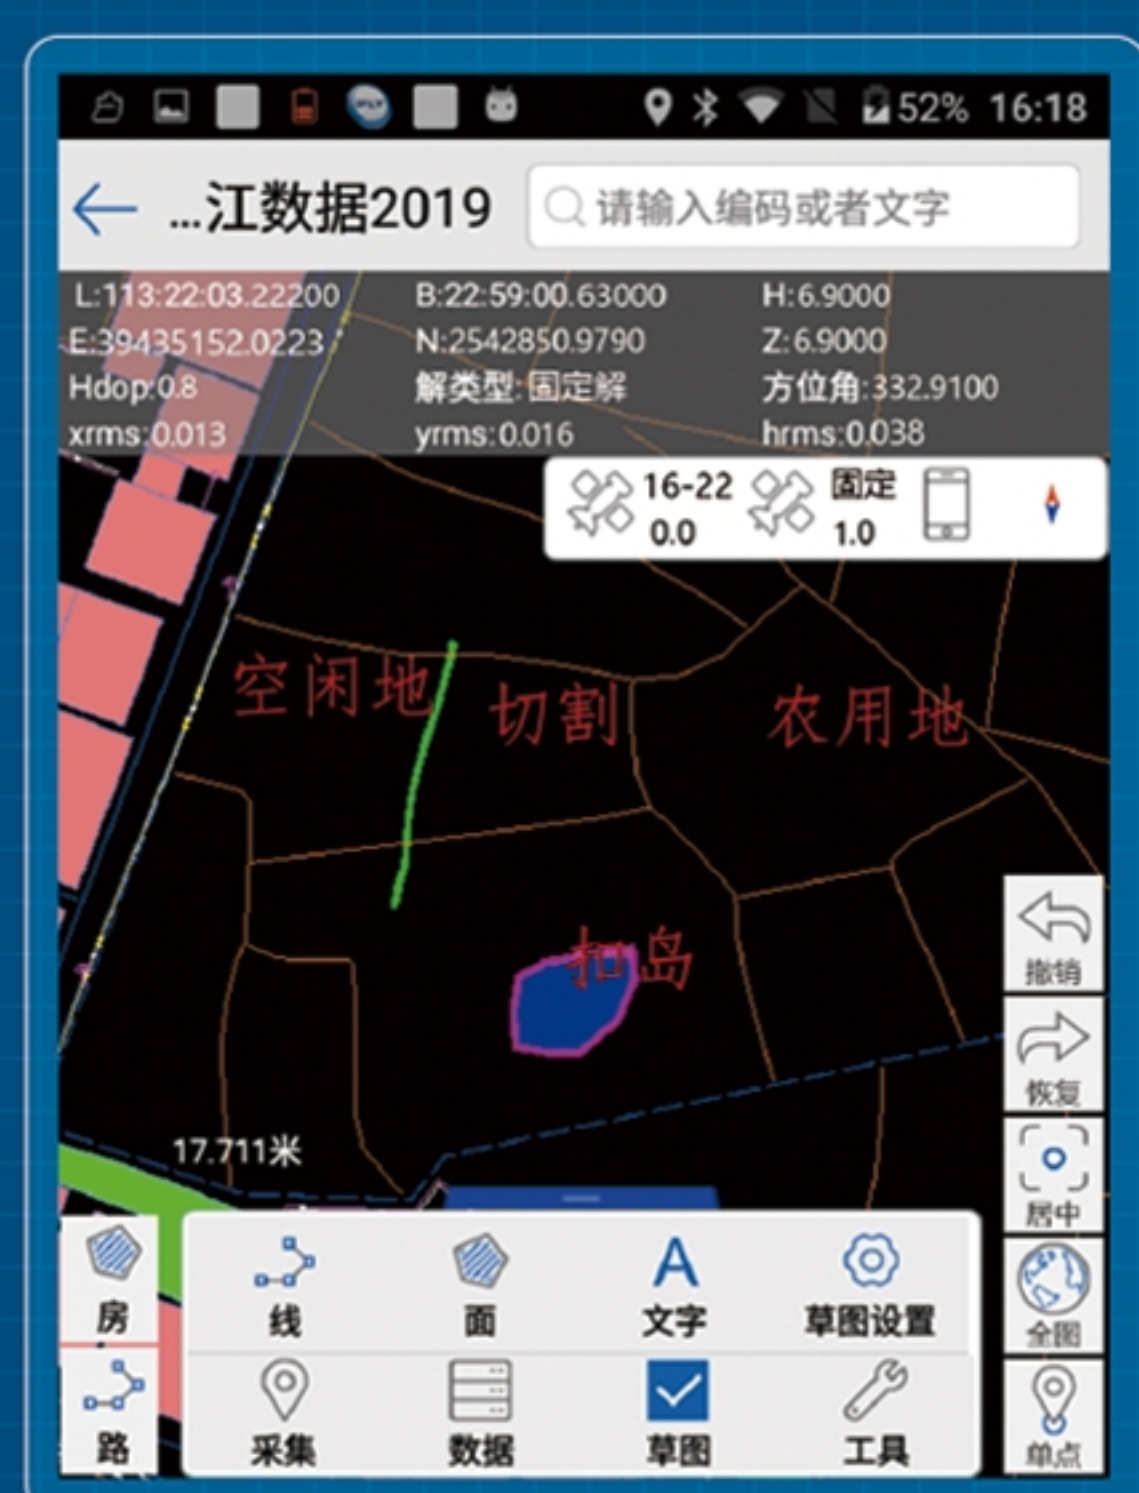 iFLY
52% 16:18
...江数据2019
请输入编码或者文字
L:113:22:03.22200 B:22:59:00.63000 H:6.9000
E:39435152.0223 N:2542850.9790 Z:6.9000
Hdop:0.8 解类型:固定解 方位角:332.9100
xrms:0.013 yrms:0.016 hrms:0.038
16-22 固定
0.0 1.0
空闲地 切割 农用地
扣岛
撤销
恢复
17.711米
居中
房 线 面 文字 草图设置
全图
路 采集 数据 草图 工具
单点